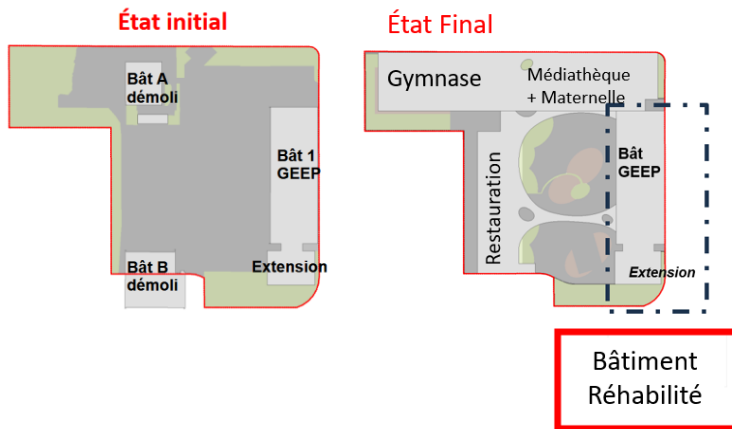 État initial
Bât A
démoli
Bât 1
GEEP
Bât B
démoli
Extension
État Final
Gymnase
Médiathèque
+ Maternelle
Restauration
Bât
GEEP
Extension
Bâtiment
Réhabilité